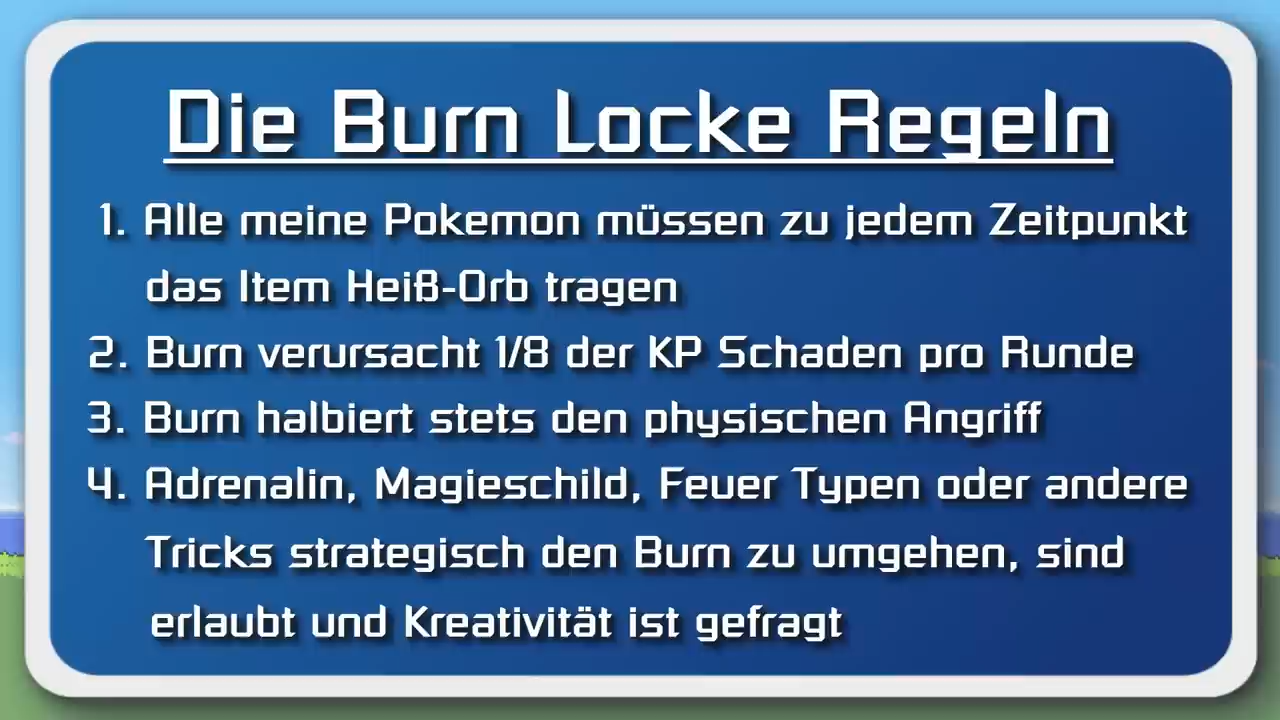 Die Burn Locke Regeln
1. Alle meine Pokemon müssen zu jedem Zeitpunkt
das Item Heiß-Orb tragen
2. Burn verursacht 1/8 der KP Schaden pro Runde
3. Burn halbiert stets den physischen Angriff
4. Adrenalin, Magieschild, Feuer Typen oder andere
Tricks strategisch den Burn zu umgehen, sind
erlaubt und Kreativität ist gefragt